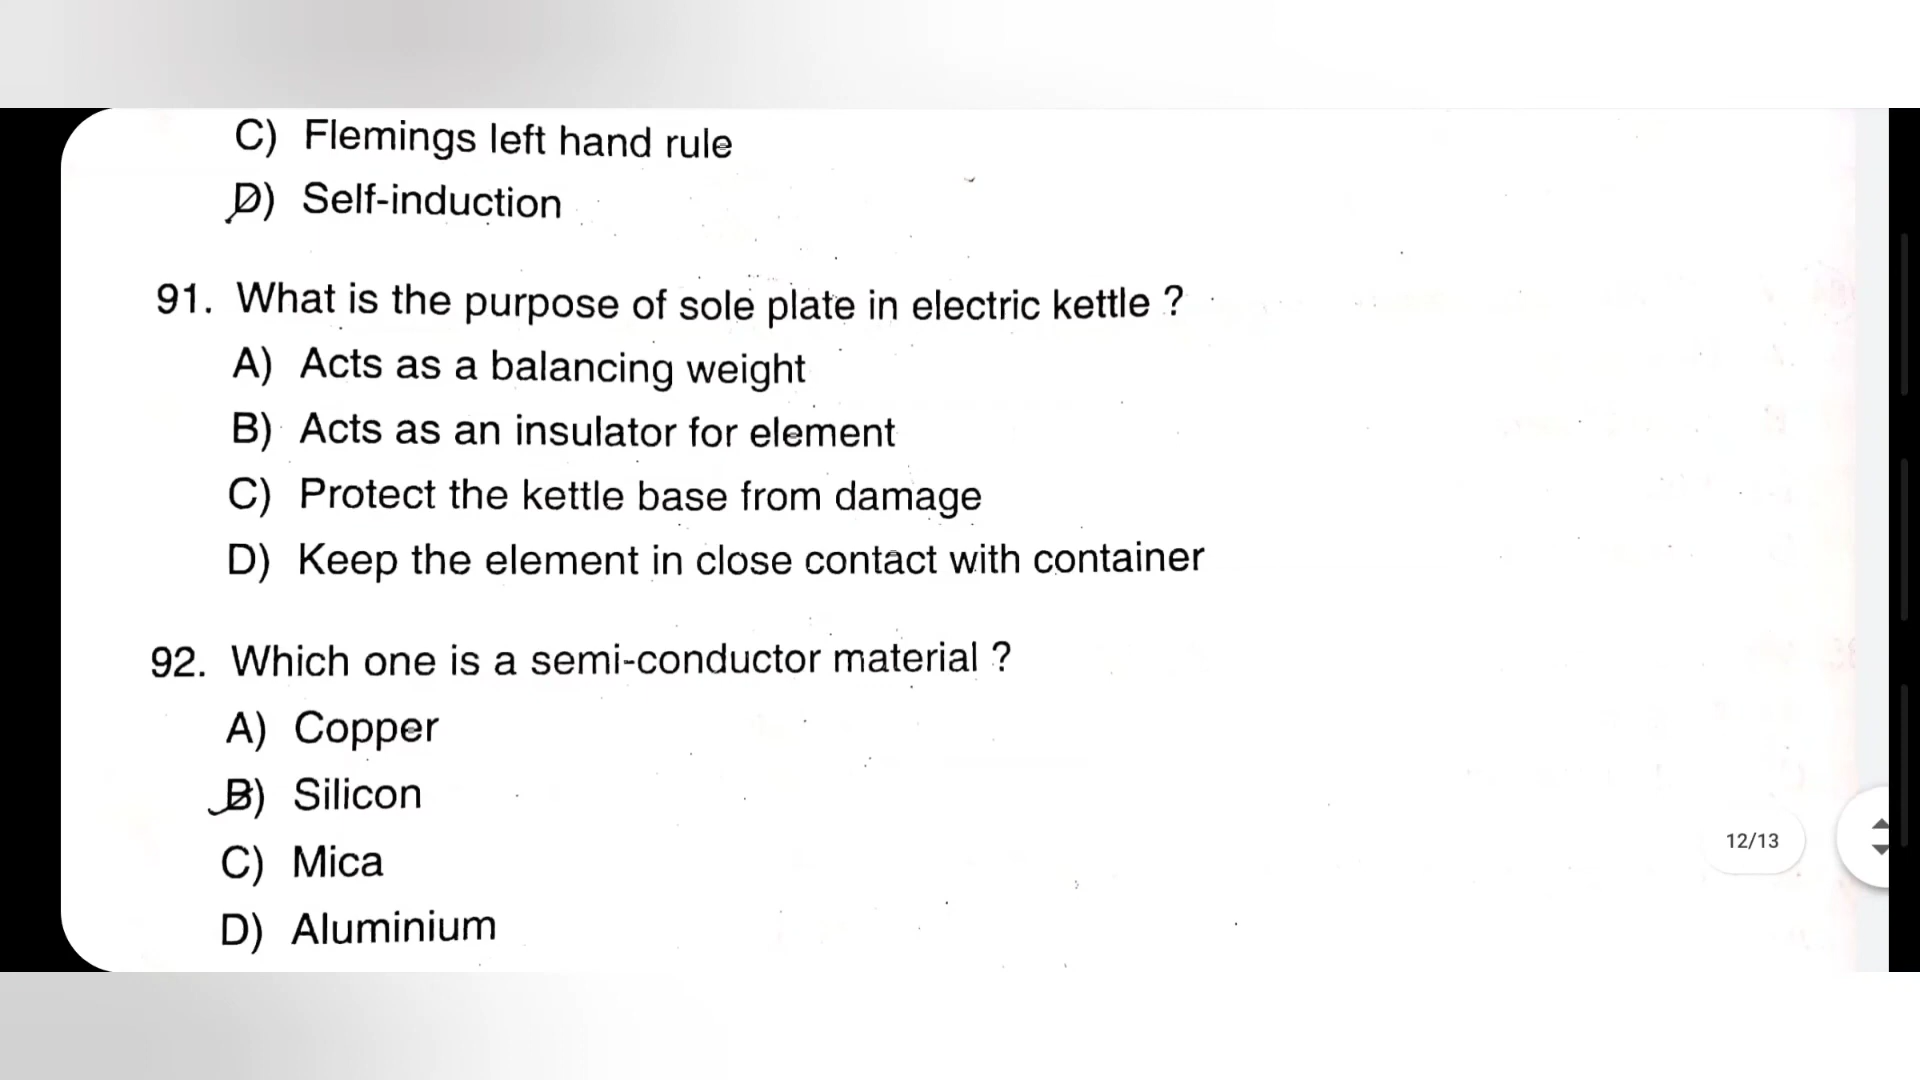 C) Flemings left hand rule
D) Self-induction
91. What is the purpose of sole plate in electric kettle ?
A) Acts as a balancing weight
B) Acts as an insulator for element
C) Protect the kettle base from damage
D) Keep the element in close contact with container
92. Which one is a semi-conductor material ?
A) Copper
B) Silicon
12/13
C) Mica
D) Aluminium